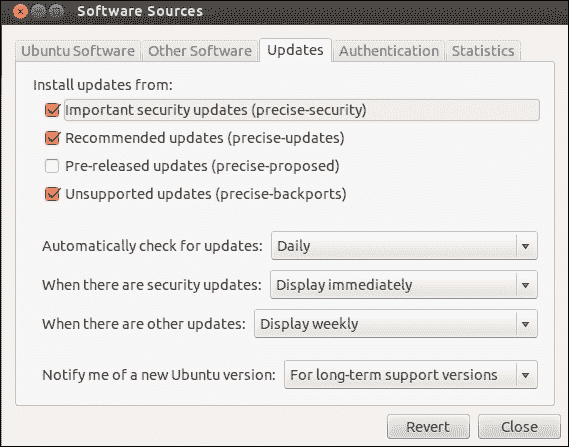 Software Sources
Ubuntu Software Other Software Updates Authentication Statistics
Install updates from:
Important security updates (precise-security)
Recommended updates (precise-updates)
Pre-released updates (precise-proposed)
Unsupported updates (precise-backports)
Automatically check for updates: Daily
When there are security updates: Display immediately
When there are other updates: Display weekly
Notify me of a new Ubuntu version: For long-term support versions
Revert Close